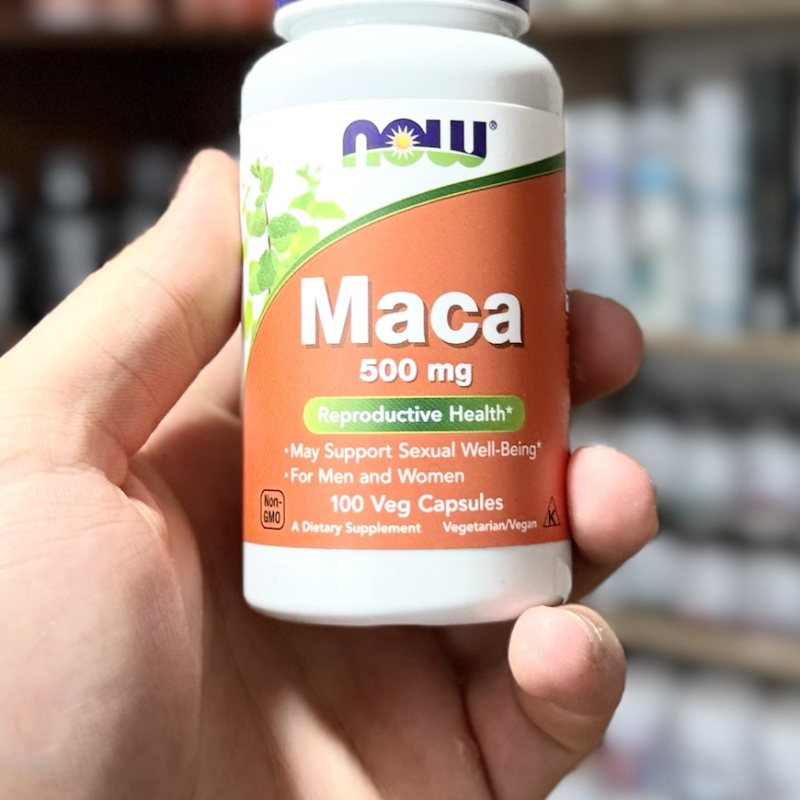 NOW®
Maca
500 mg
Reproductive Health*
•May Support Sexual Well-Being*
•For Men and Women
Non-
GMO
100 Veg Capsules
A Dietary Supplement Vegetarian/Vegan
K